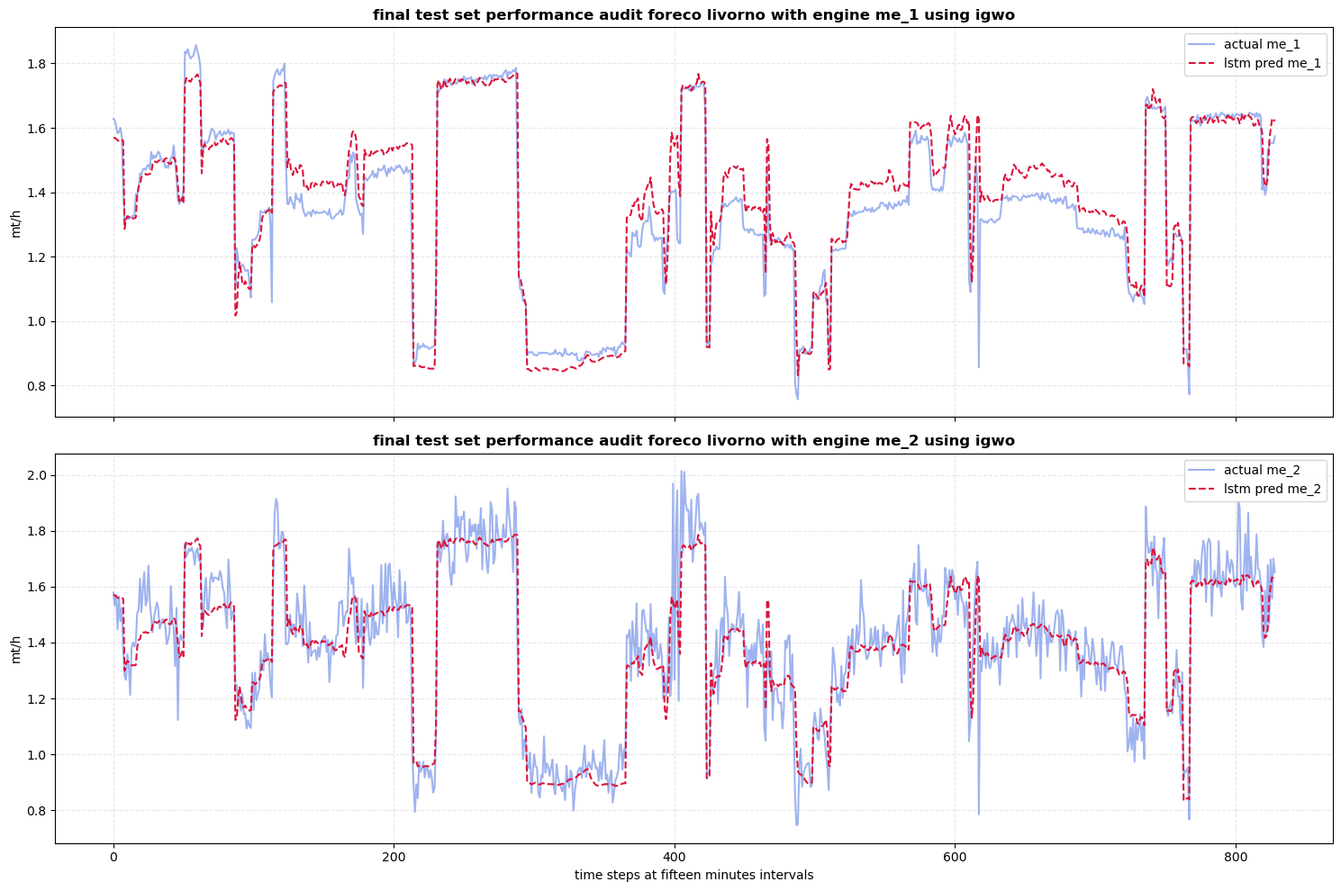 final test set performance audit foreco livorno with engine me_1 using igwo
actual me_1
lstm pred me_1
1.8
1.6
1.4
1.2
1.0
0.8
mt/h
final test set performance audit foreco livorno with engine me_2 using igwo
actual me_2
lstm pred me_2
2.0
1.8
1.6
1.4
1.2
1.0
0.8
mt/h
0 200 400 600 800
time steps at fifteen minutes intervals